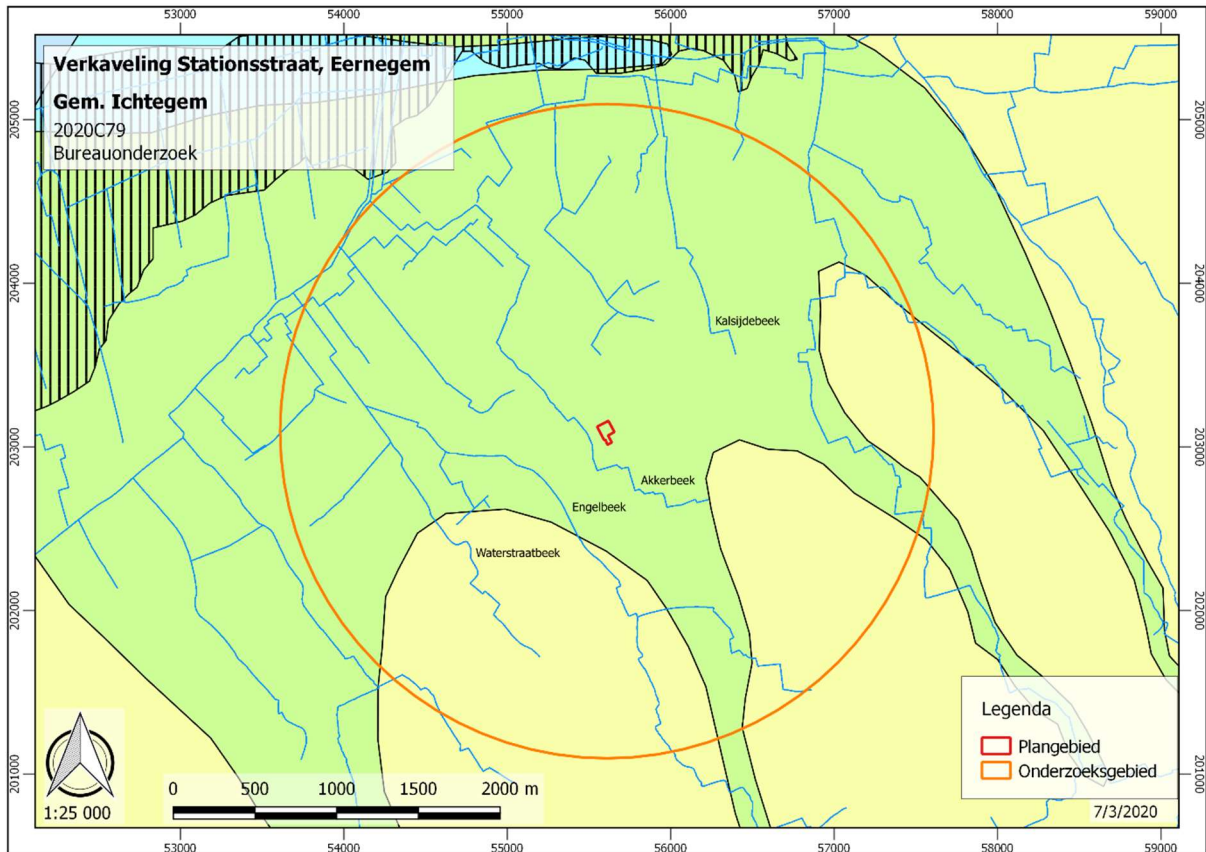 53000 54000 55000 56000 57000 58000 59000
Verkaveling Stationsstraat, Eernegem
Gem. Ichtegem
2020C79
Bureauonderzoek
205000
205000
204000
204000
Kalsijdebeek
203000
203000
Akkerbeek
Engelbeek
Waterstraatbeek
202000
202000
Legenda
Plangebied
Onderzoeksgebied
201000
201000
0 500 1000 1500 2000 m
1:25 000
7/3/2020
53000 54000 55000 56000 57000 58000 59000